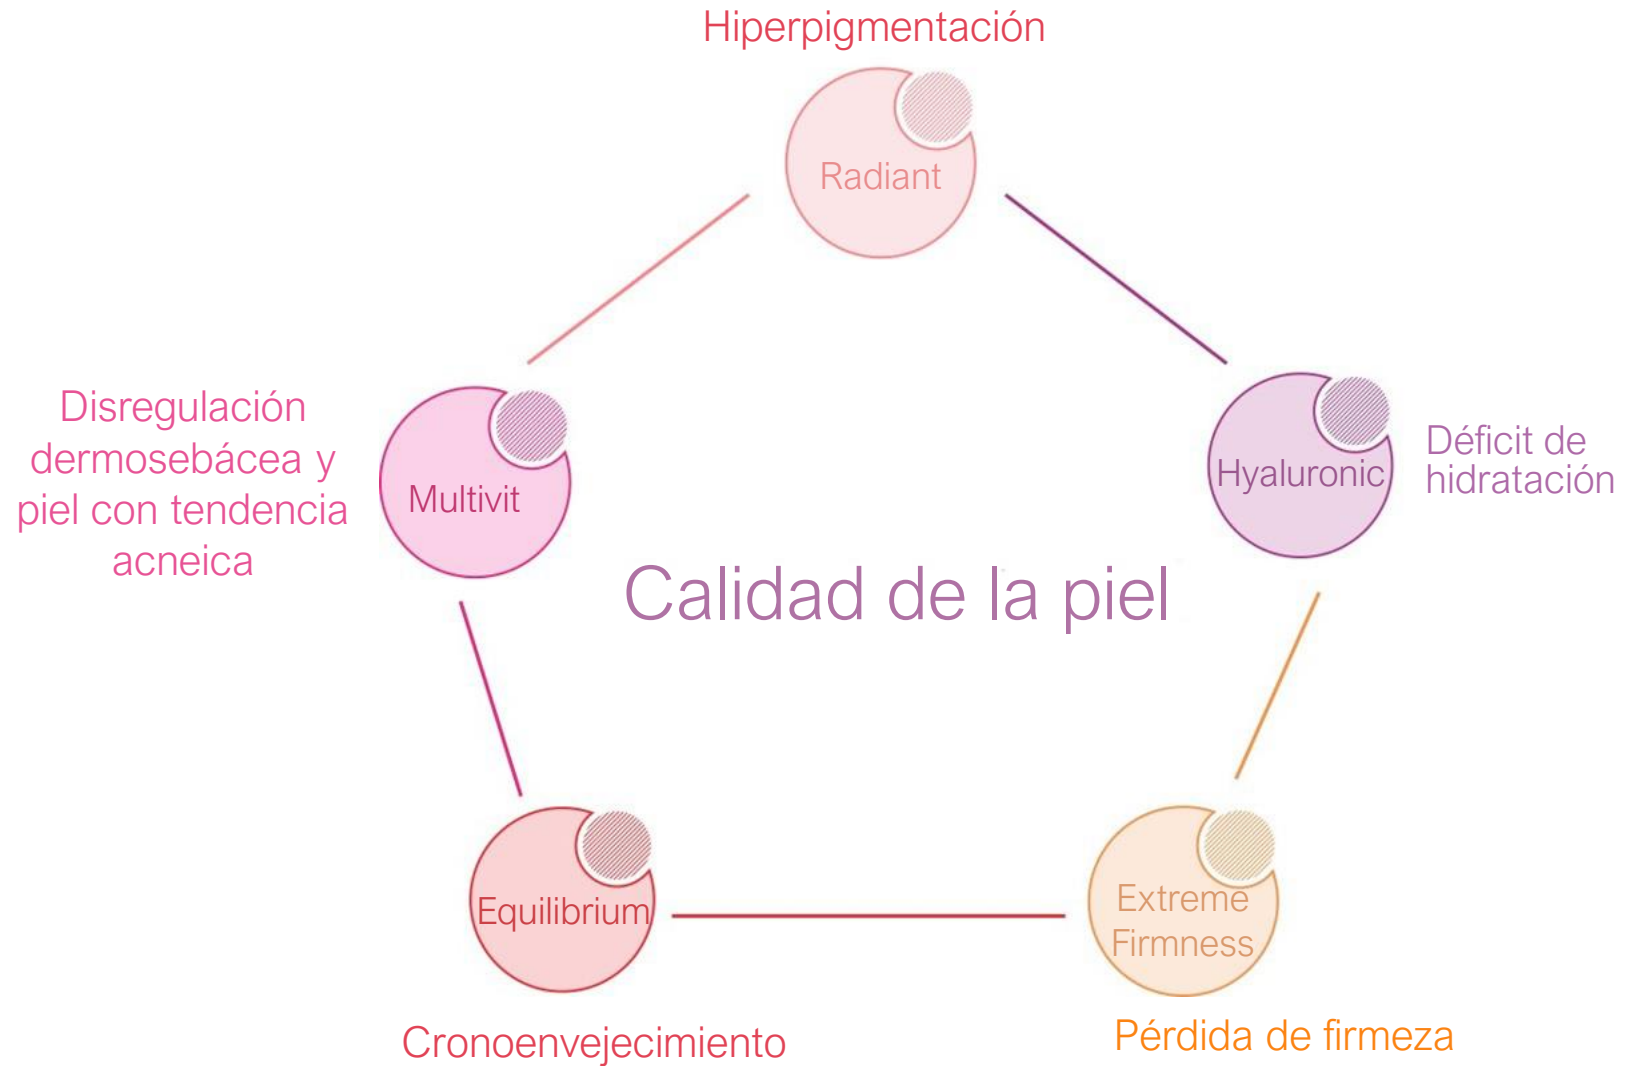 Hiperpigmentación
Radiant
Disregulación
dermosebácea y
piel con tendencia
acneica
Multivit
Hyaluronic
Déficit de
hidratación
Calidad de la piel
Equilibrium
Extreme
Firmness
Cronoenvejecimiento
Pérdida de firmeza